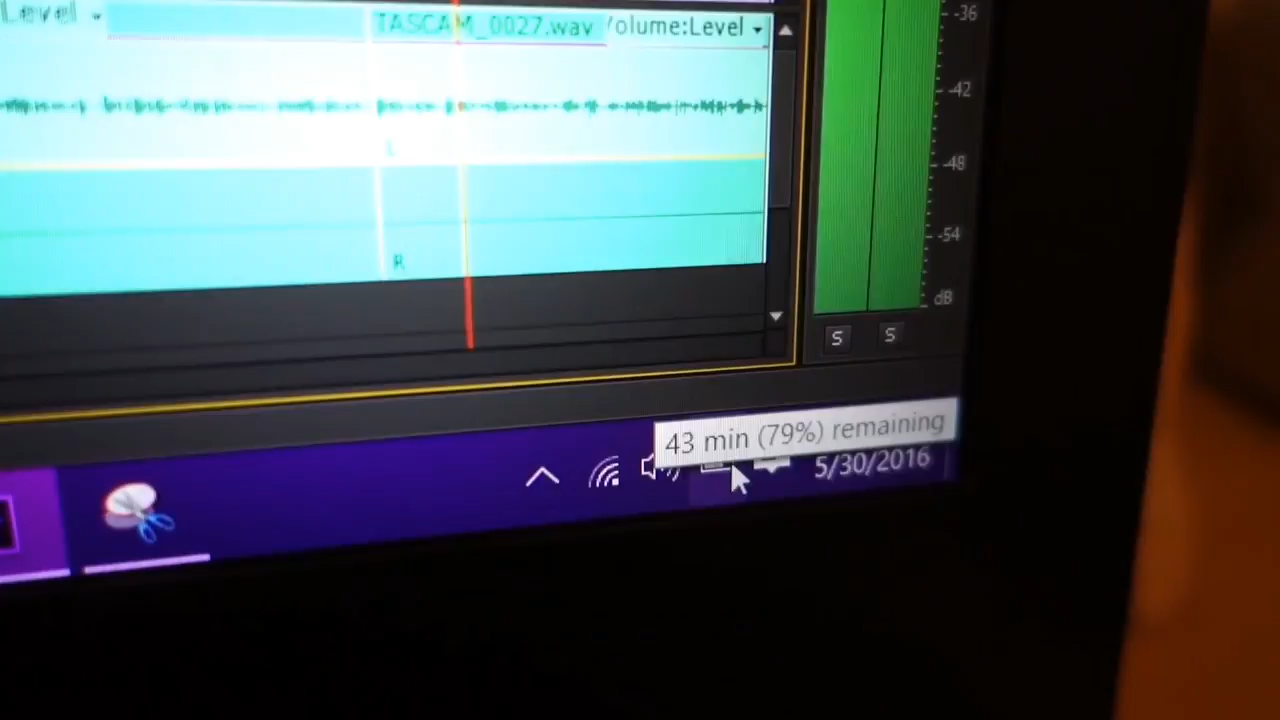 Level
TASCAM_0027.wav
Volume:Level
-36
-42
L
-48
-54
R
dB
S S
43 min (79%) remaining
5/30/2016